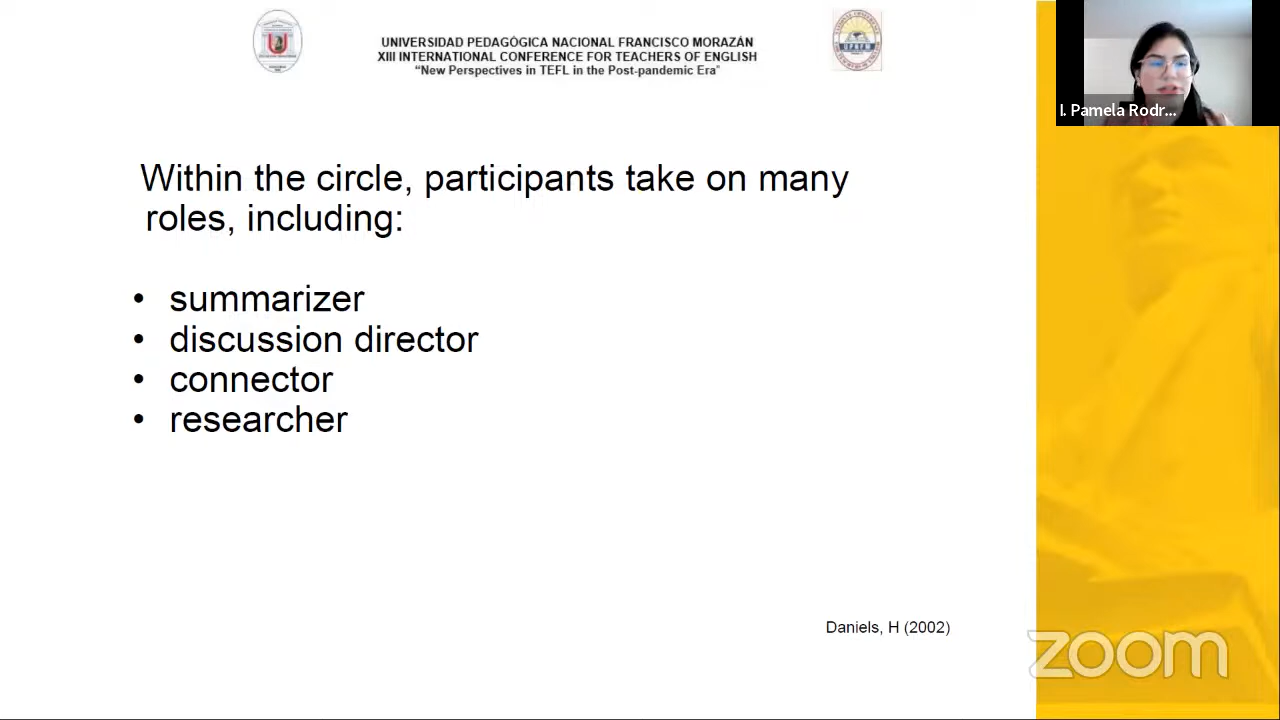 UNIVERSIDAD PEDAGÓGICA NACIONAL FRANCISCO MORAZÁN
XIII INTERNATIONAL CONFERENCE FOR TEACHERS OF ENGLISH
“New Perspectives in TEFL in the Post-pandemic Era”
I. Pamela Rodr...
Within the circle, participants take on many
roles, including:
• summarizer
• discussion director
• connector
• researcher
Daniels, H (2002)
zoom